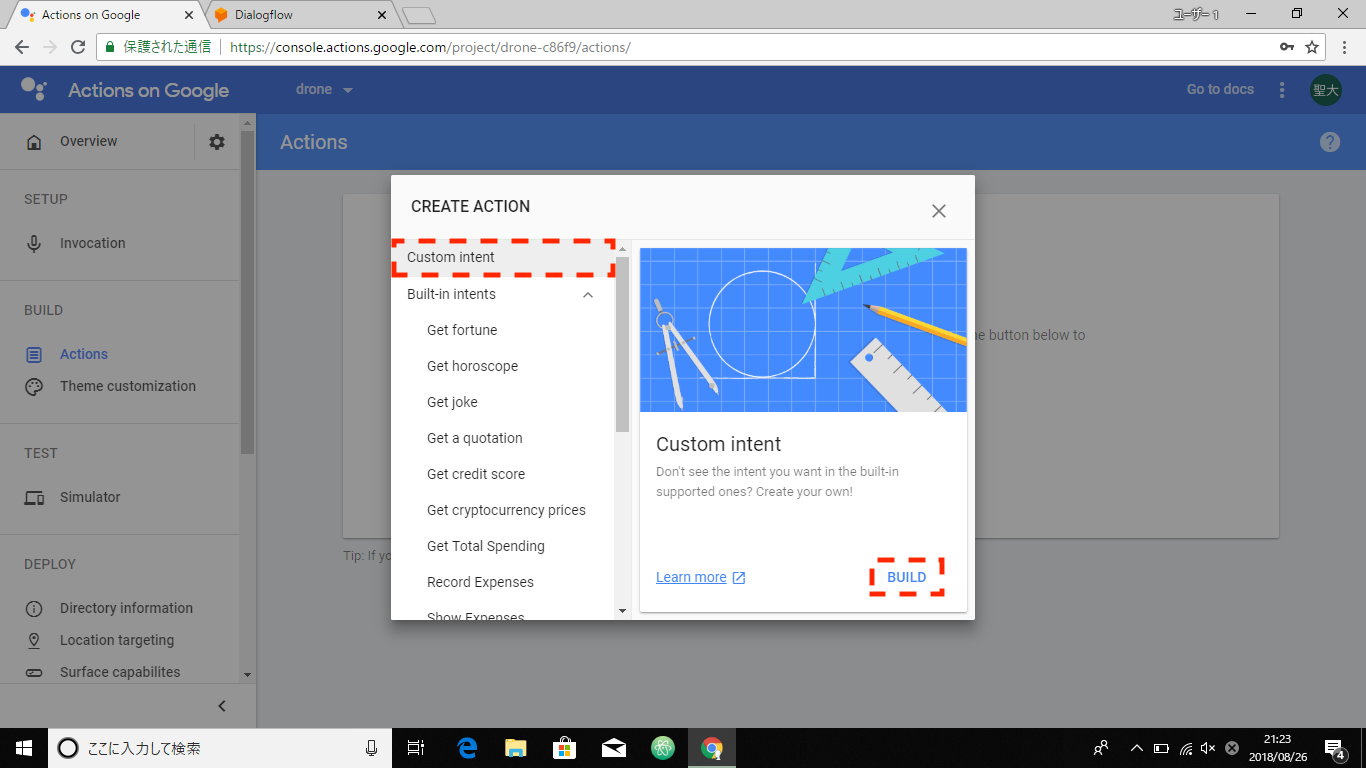 Actions on Google
Dialogflow
ユーザー 1
保護された通信
https://console.actions.google.com/project/drone-c86f9/actions/
Actions on Google
drone
Go to docs
聖大
Overview
Actions
SETUP
Invocation
BUILD
Actions
Theme customization
TEST
Simulator
DEPLOY
Directory information
Location targeting
Surface capabilites
CREATE ACTION
Custom intent
Built-in intents
Get fortune
Get horoscope
Get joke
Get a quotation
Get credit score
Get cryptocurrency prices
Get Total Spending
Record Expenses
Show Expenses
Custom intent
Don't see the intent you want in the built-in
supported ones? Create your own!
Learn more
BUILD
button below to
Tip: If
ここに入力して検索
21:23
2018/08/26
4